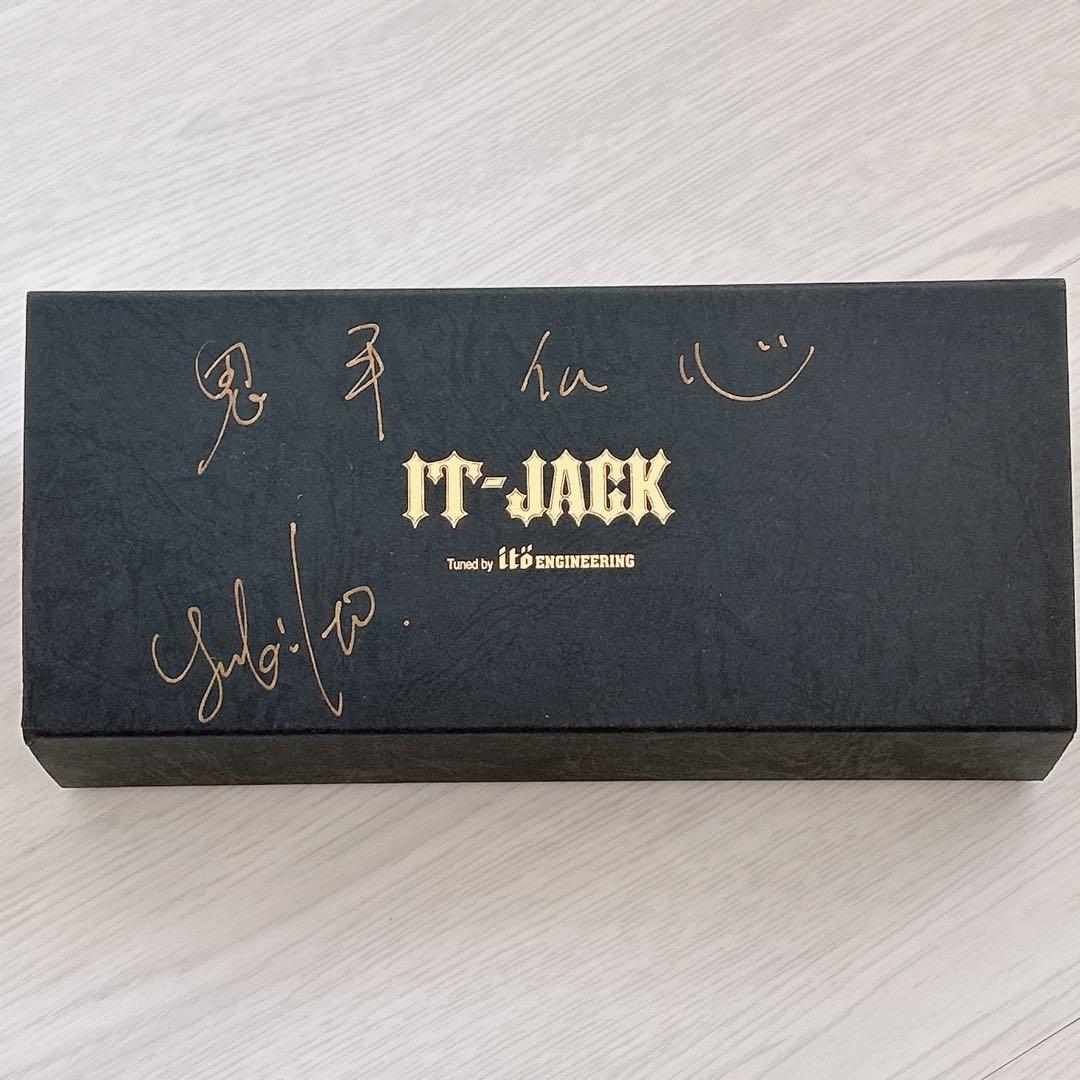 鬼手仏心
IT-JACK
Tuned by itö ENGINEERING